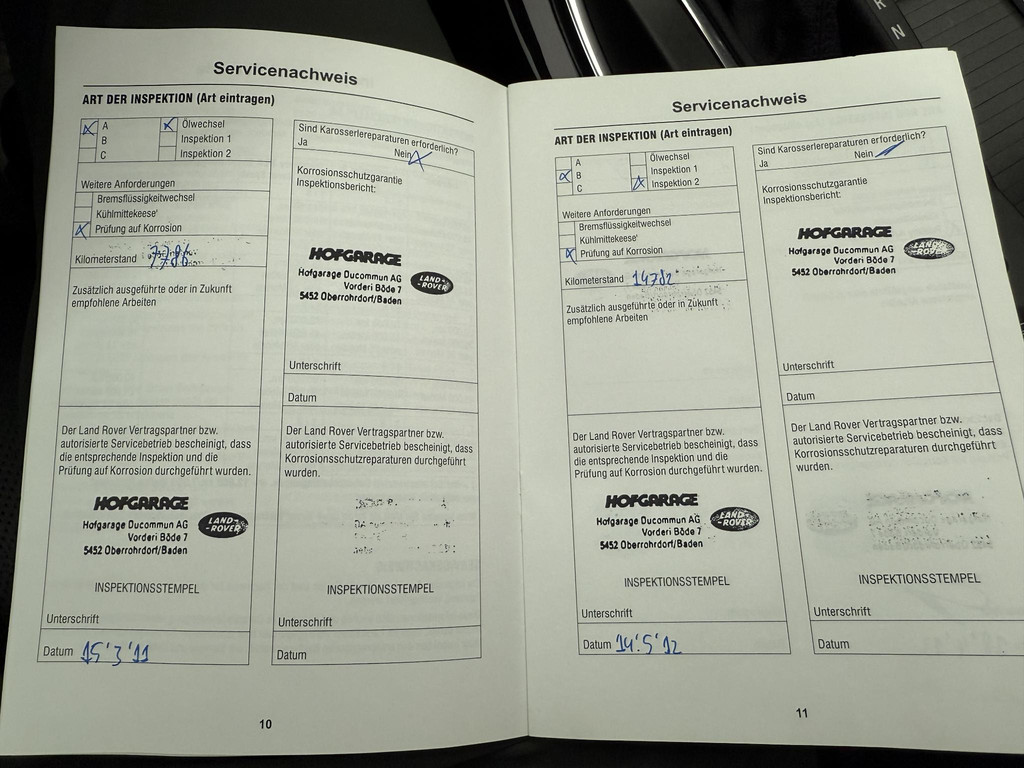 R
N
Servicenachweis
ART DER INSPEKTION (Art eintragen)
A
B
C
Ölwechsel
Inspektion 1
Inspektion 2
Weitere Anforderungen
Bremsflüssigkeitwechsel
Kühlmittekeese'
Prüfung auf Korrosion
Kilometerstand 7786
Zusätzlich ausgeführte oder in Zukunft
empfohlene Arbeiten
Der Land Rover Vertragspartner bzw.
autorisierte Servicebetrieb bescheinigt, dass
die entsprechende Inspektion und die
Prüfung auf Korrosion durchgeführt wurden.
HOFGARAGE
Hofgarage Ducommun AG
Vorderi Böde 7
5452 Oberrohrdorf/Baden
LAND-
-ROVER
INSPEKTIONSSTEMPEL
Unterschrift
Datum 15'3'11
Sind Karosserlereparaturen erforderlich?
Ja Nein
Korrosionsschutzgarantie
Inspektionsbericht:
HOFGARAGE
Hofgarage Ducommun AG
Vorderi Böde 7
5452 Oberrohrdorf/Baden
LAND-
-ROVER
Unterschrift
Datum
Der Land Rover Vertragspartner bzw.
autorisierte Servicebetrieb bescheinigt, dass
Korrosionsschutzreparaturen durchgeführt
wurden.
INSPEKTIONSSTEMPEL
Unterschrift
Datum
10
Servicenachweis
ART DER INSPEKTION (Art eintragen)
A
B
C
Ölwechsel
Inspektion 1
Inspektion 2
Weitere Anforderungen
Bremsflüssigkeitwechsel
Kühlmittekeese'
Prüfung auf Korrosion
Kilometerstand 14782
Zusätzlich ausgeführte oder in Zukunft
empfohlene Arbeiten
Der Land Rover Vertragspartner bzw.
autorisierte Servicebetrieb bescheinigt, dass
die entsprechende Inspektion und die
Prüfung auf Korrosion durchgeführt wurden.
HOFGARAGE
Hofgarage Ducommun AG
Vorderi Böde 7
5452 Oberrohrdorf/Baden
LAND-
-ROVER
INSPEKTIONSSTEMPEL
Unterschrift
Datum 14'5'12
Sind Karosserlereparaturen erforderlich?
Ja Nein
Korrosionsschutzgarantie
Inspektionsbericht:
HOFGARAGE
Hofgarage Ducommun AG
Vorderi Böde 7
5452 Oberrohrdorf/Baden
LAND-
-ROVER
Unterschrift
Datum
Der Land Rover Vertragspartner bzw.
autorisierte Servicebetrieb bescheinigt, dass
Korrosionsschutzreparaturen durchgeführt
wurden.
INSPEKTIONSSTEMPEL
Unterschrift
Datum
11